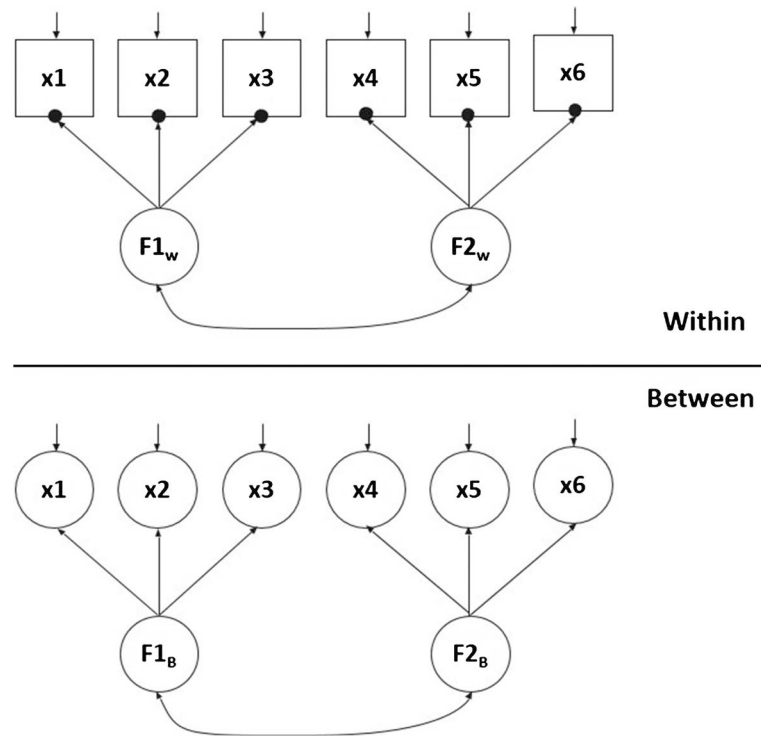 x1 x2 x3 x4 x5 x6
F1w F2w
Within
Between
x1 x2 x3 x4 x5 x6
F1B F2B